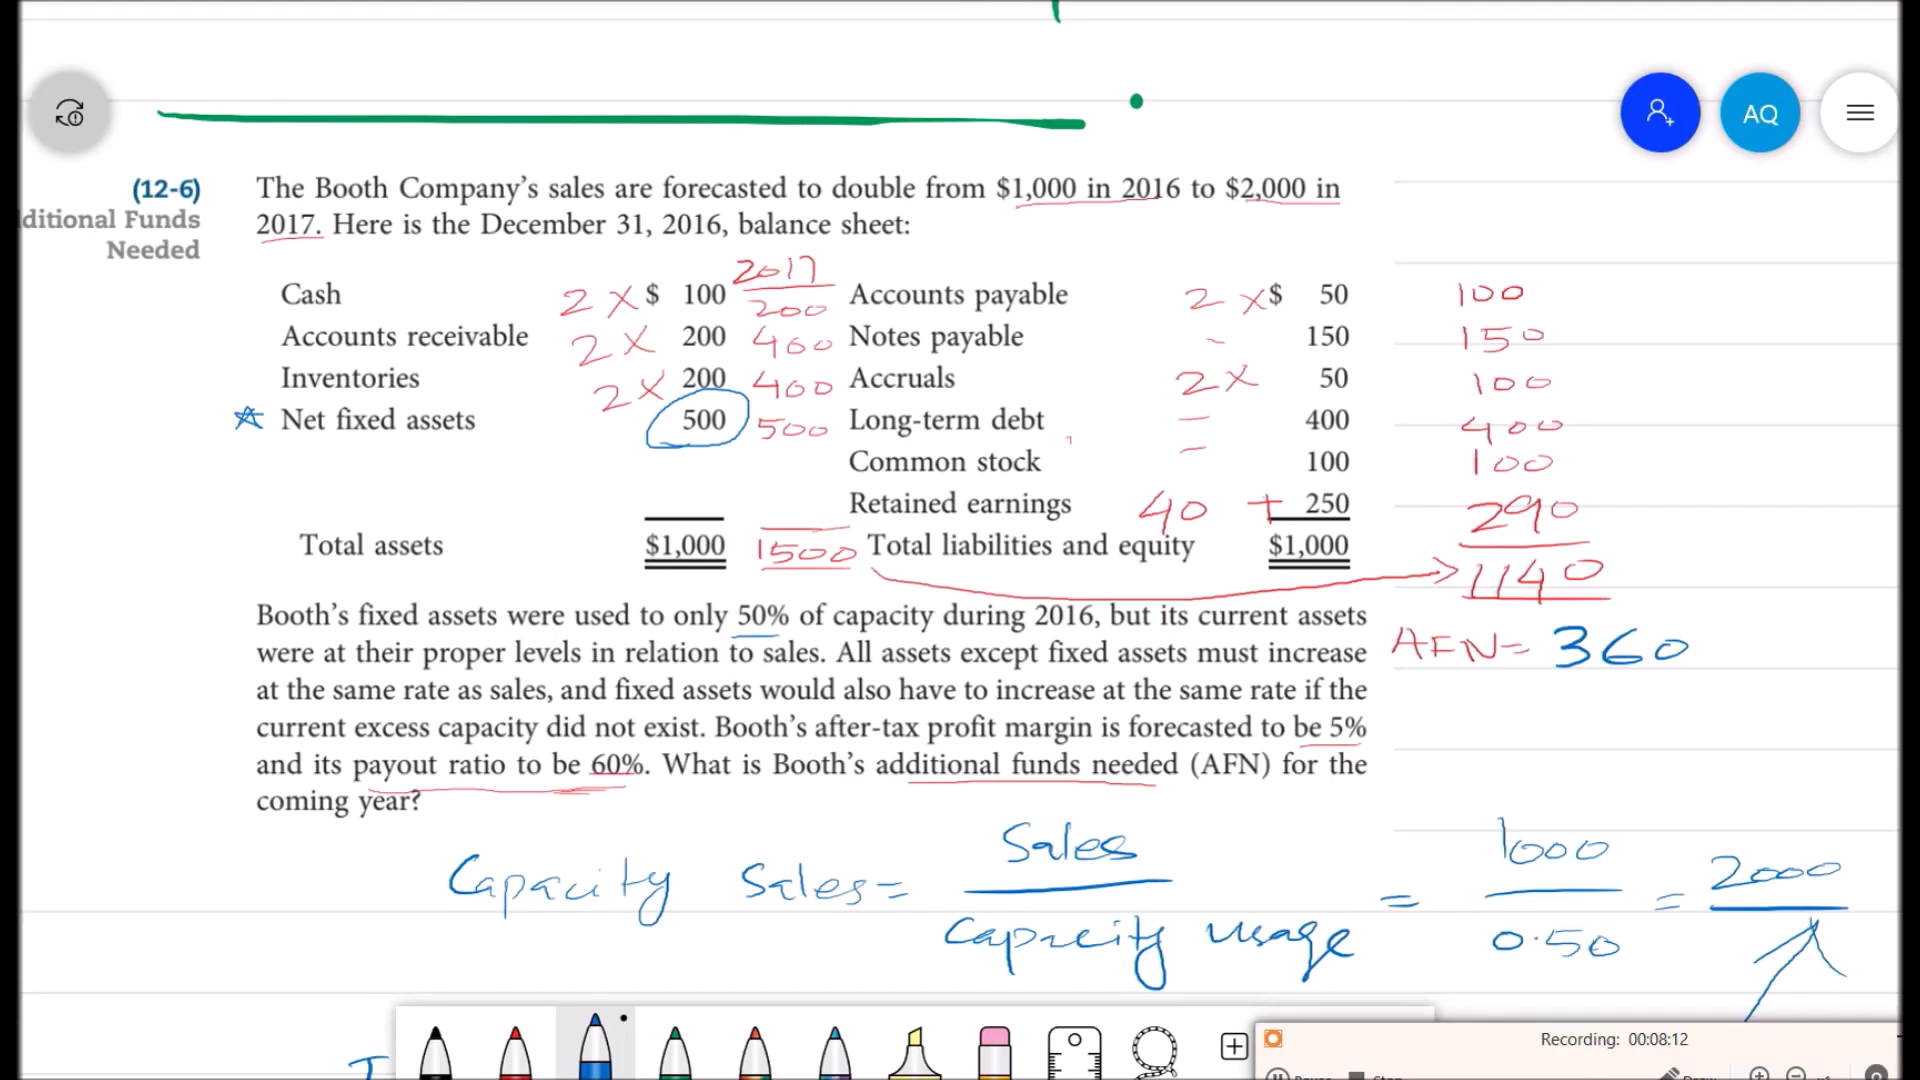 AQ
(12-6) The Booth Company's sales are forecasted to double from $1,000 in 2016 to $2,000 in
ditional Funds 2017. Here is the December 31, 2016, balance sheet:
Needed
2017
Cash 2 x $ 100 200 Accounts payable 2 x $ 50 100
Accounts receivable 2 x 200 400 Notes payable - 150 150
Inventories 2 x 200 400 Accruals 2 x 50 100
Net fixed assets 500 500 Long-term debt - 400 400
Common stock - 100 100
Retained earnings 40 + 250 290
Total assets $1,000 1500 Total liabilities and equity $1,000 1140
Booth's fixed assets were used to only 50% of capacity during 2016, but its current assets
were at their proper levels in relation to sales. All assets except fixed assets must increase
AFN= 360
at the same rate as sales, and fixed assets would also have to increase at the same rate if the
current excess capacity did not exist. Booth's after-tax profit margin is forecasted to be 5%
and its payout ratio to be 60%. What is Booth's additional funds needed (AFN) for the
coming year?
Capacity Sales = Sales / Capacity usage = 1000 / 0.50 = 2000
Recording: 00:08:12